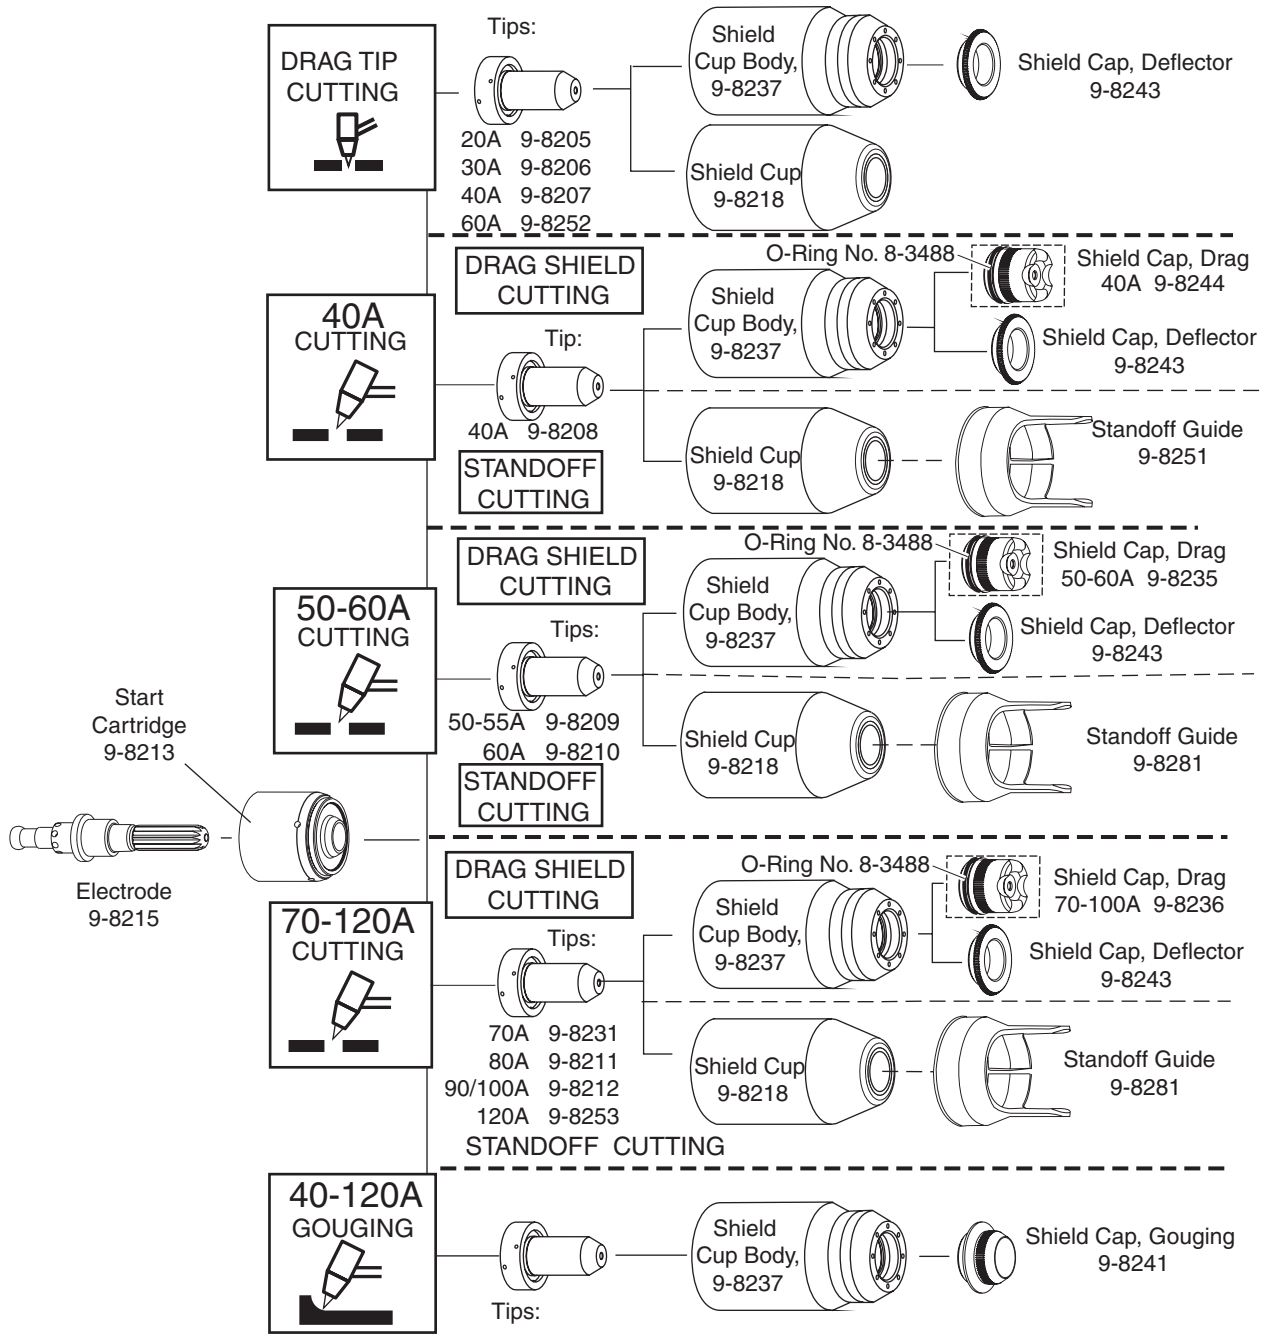 Tips:
DRAG TIP
CUTTING
20A 9-8205
30A 9-8206
40A 9-8207
60A 9-8252
Shield
Cup Body,
9-8237
Shield Cap, Deflector
9-8243
Shield Cup
9-8218
DRAG SHIELD
CUTTING
O-Ring No. 8-3488
Shield Cap, Drag
40A 9-8244
40A
CUTTING
Tip:
40A 9-8208
Shield
Cup Body,
9-8237
Shield Cap, Deflector
9-8243
STANDOFF
CUTTING
Shield Cup
9-8218
Standoff Guide
9-8251
DRAG SHIELD
CUTTING
O-Ring No. 8-3488
Shield Cap, Drag
50-60A 9-8235
50-60A
CUTTING
Tips:
50-55A 9-8209
60A 9-8210
Shield
Cup Body,
9-8237
Shield Cap, Deflector
9-8243
STANDOFF
CUTTING
Shield Cup
9-8218
Standoff Guide
9-8281
Start
Cartridge
9-8213
Electrode
9-8215
DRAG SHIELD
CUTTING
O-Ring No. 8-3488
Shield Cap, Drag
70-100A 9-8236
70-120A
CUTTING
Tips:
70A 9-8231
80A 9-8211
90/100A 9-8212
120A 9-8253
Shield
Cup Body,
9-8237
Shield Cap, Deflector
9-8243
Shield Cup
9-8218
Standoff Guide
9-8281
STANDOFF CUTTING
40-120A
GOUGING
Tips:
Shield
Cup Body,
9-8237
Shield Cap, Gouging
9-8241